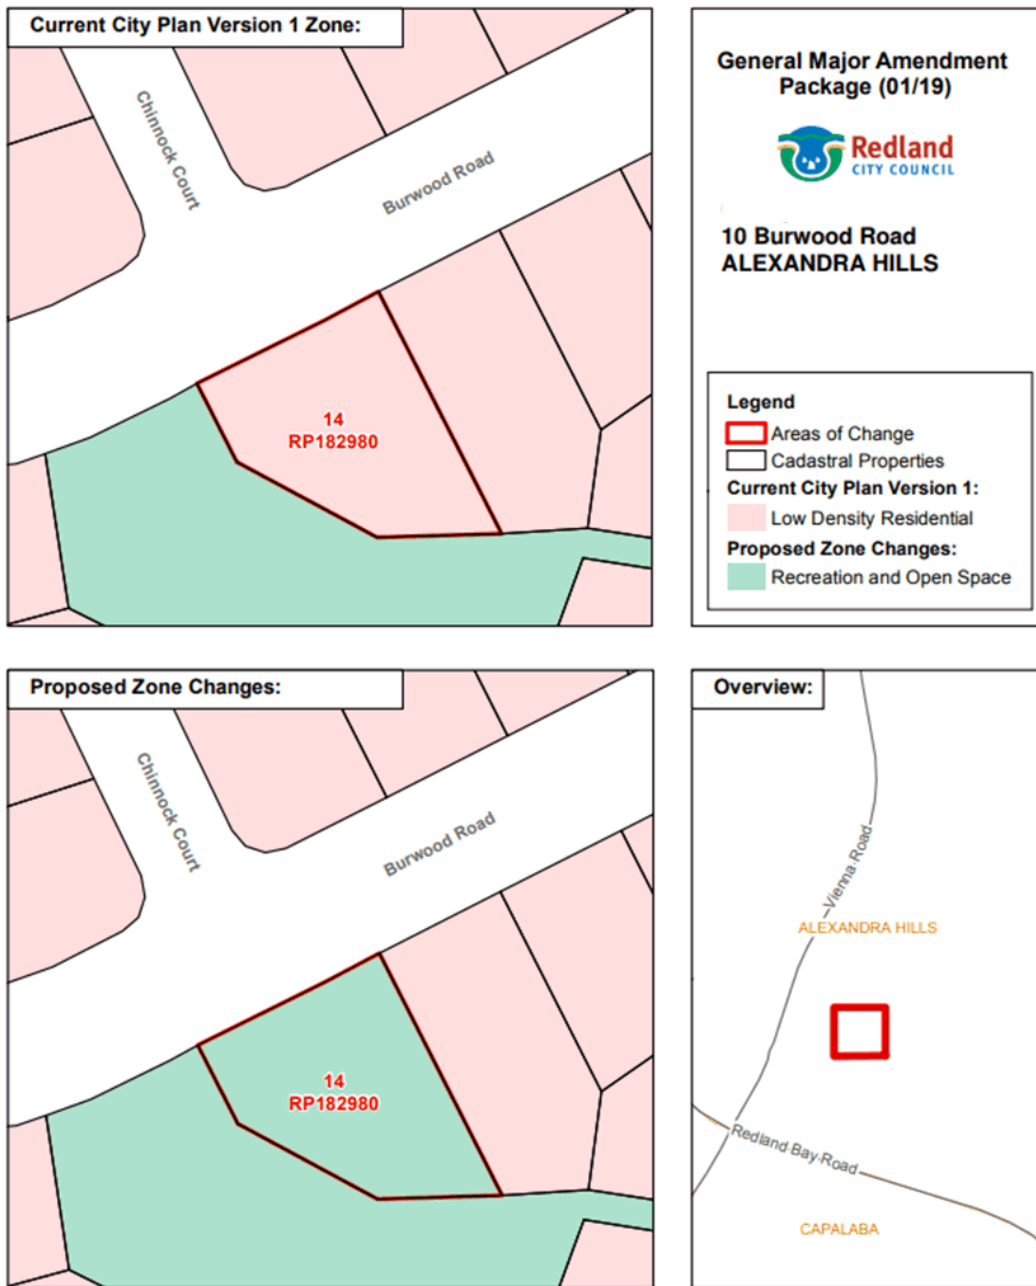 Current City Plan Version 1 Zone:
Chinnock Court
Burwood Road
14
RP182980
General Major Amendment
Package (01/19)
Redland
CITY COUNCIL
10 Burwood Road
ALEXANDRA HILLS
Legend
Areas of Change
Cadastral Properties
Current City Plan Version 1:
Low Density Residential
Proposed Zone Changes:
Recreation and Open Space
Proposed Zone Changes:
Chinnock Court
Burwood Road
14
RP182980
Overview:
Vienna Road
ALEXANDRA HILLS
Redland Bay Road
CAPALABA